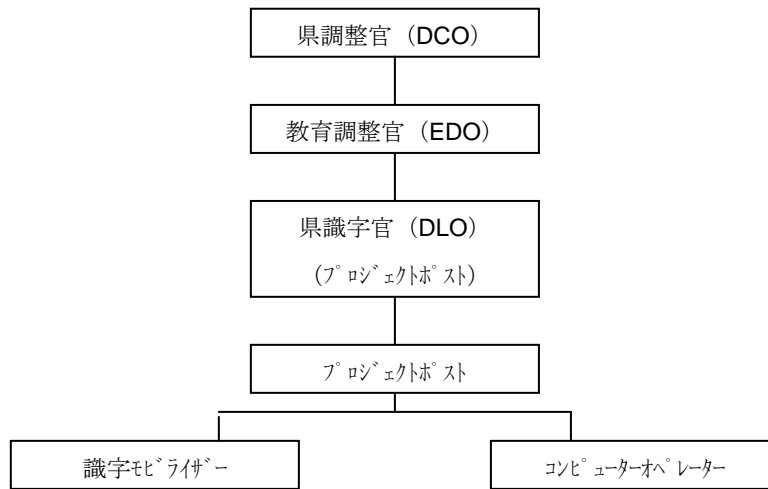 県調整官（DCO）
教育調整官（EDO）
県識字官（DLO）
(ﾌﾟﾛｼﾞｪｸﾄﾎﾟｽﾄ)
ﾌﾟﾛｼﾞｪｸﾄﾎﾟｽﾄ
識字ﾓﾋﾞﾗｲｻﾞｰ
ｺﾝﾋﾟｭｰﾀｰｵﾍﾟﾚｰﾀｰ